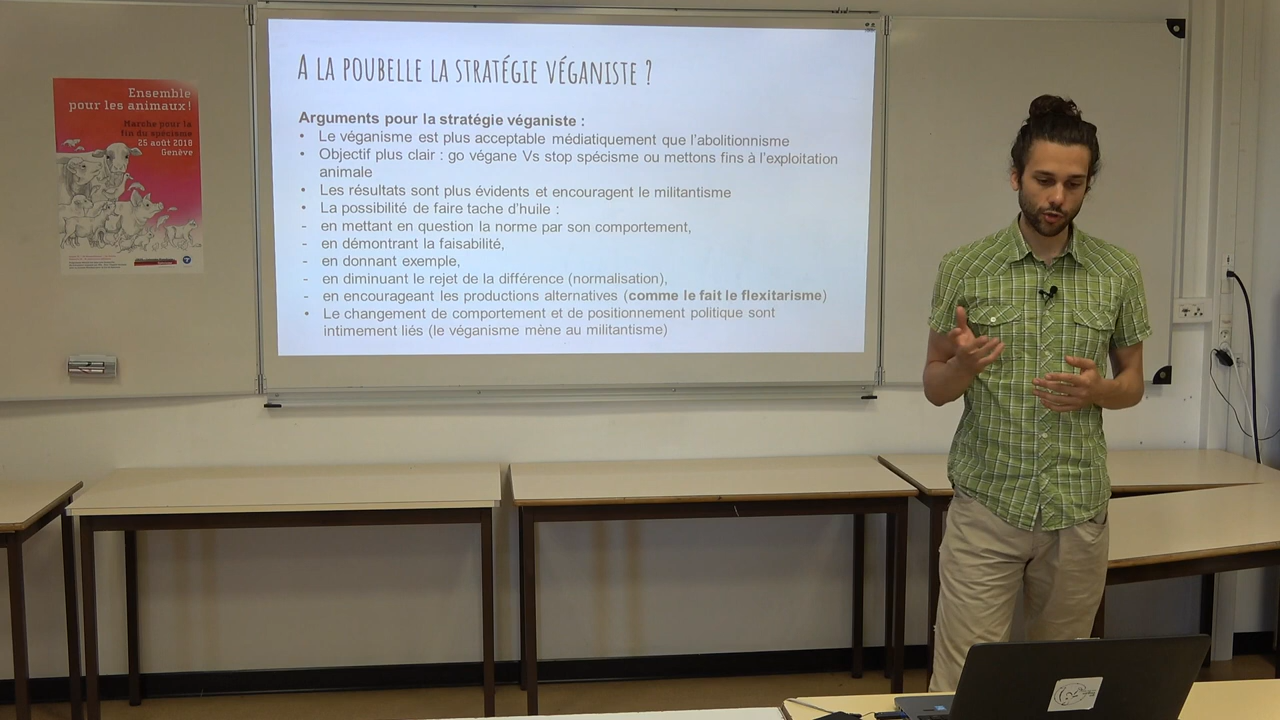 Ensemble
pour les animaux!
Marche pour la
fin du spécisme
25 août 2018
Genève
A LA POUBELLE LA STRATÉGIE VÉGANISTE ?
Arguments pour la stratégie véganiste :
• Le véganisme est plus acceptable médiatiquement que l'abolitionnisme
• Objectif plus clair : go végane Vs stop spécisme ou mettons fins à l'exploitation
animale
• Les résultats sont plus évidents et encouragent le militantisme
• La possibilité de faire tache d'huile :
- en mettant en question la norme par son comportement,
- en démontrant la faisabilité,
- en donnant exemple,
- en diminuant le rejet de la différence (normalisation),
- en encourageant les productions alternatives (comme le fait le flexitarisme)
• Le changement de comportement et de positionnement politique sont
intimement liés (le véganisme mène au militantisme)